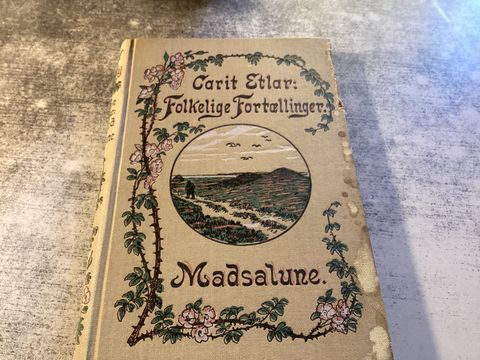 Carit Etlar:
Folkelige Fortællinger.
Madsalune.